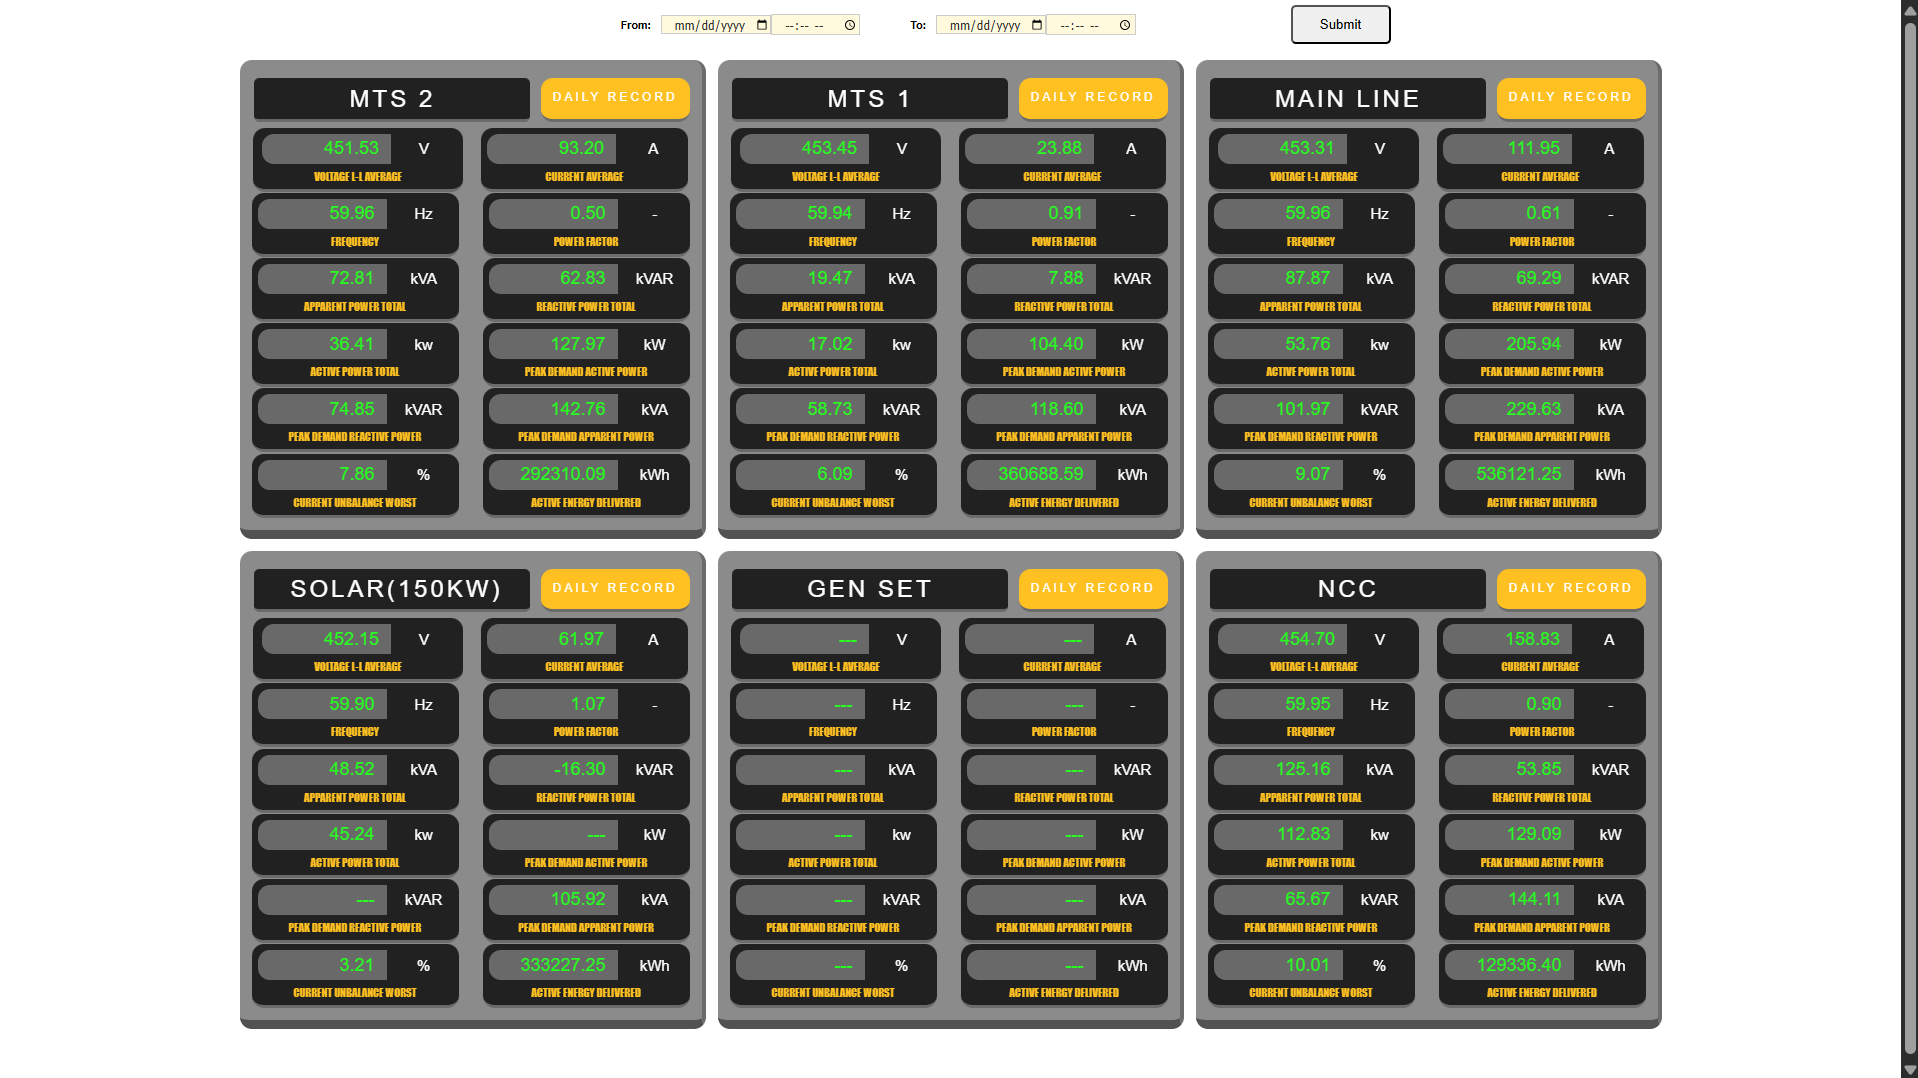 From: mm/dd/yyyy --:-- -- To: mm/dd/yyyy --:-- -- Submit
MTS 2 DAILY RECORD
451.53 V 93.20 A
VOLTAGE L-L AVERAGE CURRENT AVERAGE
59.96 Hz 0.50 -
FREQUENCY POWER FACTOR
72.81 kVA 62.83 kVAR
APPARENT POWER TOTAL REACTIVE POWER TOTAL
36.41 kw 127.97 kW
ACTIVE POWER TOTAL PEAK DEMAND ACTIVE POWER
74.85 kVAR 142.76 kVA
PEAK DEMAND REACTIVE POWER PEAK DEMAND APPARENT POWER
7.86 % 292310.09 kWh
CURRENT UNBALANCE WORST ACTIVE ENERGY DELIVERED
MTS 1 DAILY RECORD
453.45 V 23.88 A
VOLTAGE L-L AVERAGE CURRENT AVERAGE
59.94 Hz 0.91 -
FREQUENCY POWER FACTOR
19.47 kVA 7.88 kVAR
APPARENT POWER TOTAL REACTIVE POWER TOTAL
17.02 kw 104.40 kW
ACTIVE POWER TOTAL PEAK DEMAND ACTIVE POWER
58.73 kVAR 118.60 kVA
PEAK DEMAND REACTIVE POWER PEAK DEMAND APPARENT POWER
6.09 % 360688.59 kWh
CURRENT UNBALANCE WORST ACTIVE ENERGY DELIVERED
MAIN LINE DAILY RECORD
453.31 V 111.95 A
VOLTAGE L-L AVERAGE CURRENT AVERAGE
59.96 Hz 0.61 -
FREQUENCY POWER FACTOR
87.87 kVA 69.29 kVAR
APPARENT POWER TOTAL REACTIVE POWER TOTAL
53.76 kw 205.94 kW
ACTIVE POWER TOTAL PEAK DEMAND ACTIVE POWER
101.97 kVAR 229.63 kVA
PEAK DEMAND REACTIVE POWER PEAK DEMAND APPARENT POWER
9.07 % 536121.25 kWh
CURRENT UNBALANCE WORST ACTIVE ENERGY DELIVERED
SOLAR(150KW) DAILY RECORD
452.15 V 61.97 A
VOLTAGE L-L AVERAGE CURRENT AVERAGE
59.90 Hz 1.07 -
FREQUENCY POWER FACTOR
48.52 kVA -16.30 kVAR
APPARENT POWER TOTAL REACTIVE POWER TOTAL
45.24 kw --- kW
ACTIVE POWER TOTAL PEAK DEMAND ACTIVE POWER
--- kVAR 105.92 kVA
PEAK DEMAND REACTIVE POWER PEAK DEMAND APPARENT POWER
3.21 % 333227.25 kWh
CURRENT UNBALANCE WORST ACTIVE ENERGY DELIVERED
GEN SET DAILY RECORD
--- V --- A
VOLTAGE L-L AVERAGE CURRENT AVERAGE
--- Hz --- -
FREQUENCY POWER FACTOR
--- kVA --- kVAR
APPARENT POWER TOTAL REACTIVE POWER TOTAL
--- kw --- kW
ACTIVE POWER TOTAL PEAK DEMAND ACTIVE POWER
--- kVAR --- kVA
PEAK DEMAND REACTIVE POWER PEAK DEMAND APPARENT POWER
--- % --- kWh
CURRENT UNBALANCE WORST ACTIVE ENERGY DELIVERED
NCC DAILY RECORD
454.70 V 158.83 A
VOLTAGE L-L AVERAGE CURRENT AVERAGE
59.95 Hz 0.90 -
FREQUENCY POWER FACTOR
125.16 kVA 53.85 kVAR
APPARENT POWER TOTAL REACTIVE POWER TOTAL
112.83 kw 129.09 kW
ACTIVE POWER TOTAL PEAK DEMAND ACTIVE POWER
65.67 kVAR 144.11 kVA
PEAK DEMAND REACTIVE POWER PEAK DEMAND APPARENT POWER
10.01 % 129336.40 kWh
CURRENT UNBALANCE WORST ACTIVE ENERGY DELIVERED